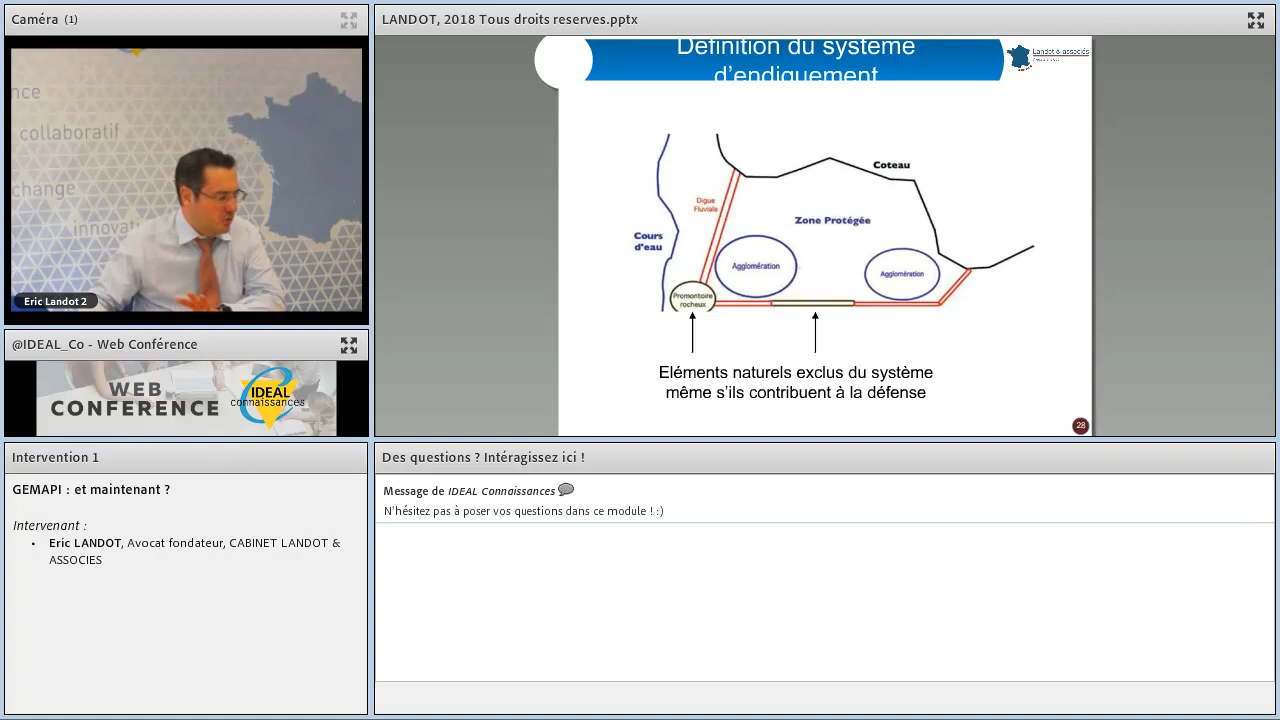 Caméra (1)
nce
collaboratif
change
innovati
Eric Landot 2
@IDEAL_Co - Web Conférence
WEB
CONFERENCE
IDEAL
connaissances
Intervention 1
GEMAPI : et maintenant ?
Intervenant :
• Eric LANDOT, Avocat fondateur, CABINET LANDOT &
ASSOCIES
LANDOT, 2018 Tous droits reserves.pptx
Définition du système
d’endiguement
Landot & associés
Coteau
Digue
Fluviale
Zone Protégée
Cours
d'eau
Agglomération
Agglomération
Promontoire
rocheux
Eléments naturels exclus du système
même s’ils contribuent à la défense
28
Des questions ? Intéragissez ici !
Message de IDEAL Connaissances
N'hésitez pas à poser vos questions dans ce module ! :)